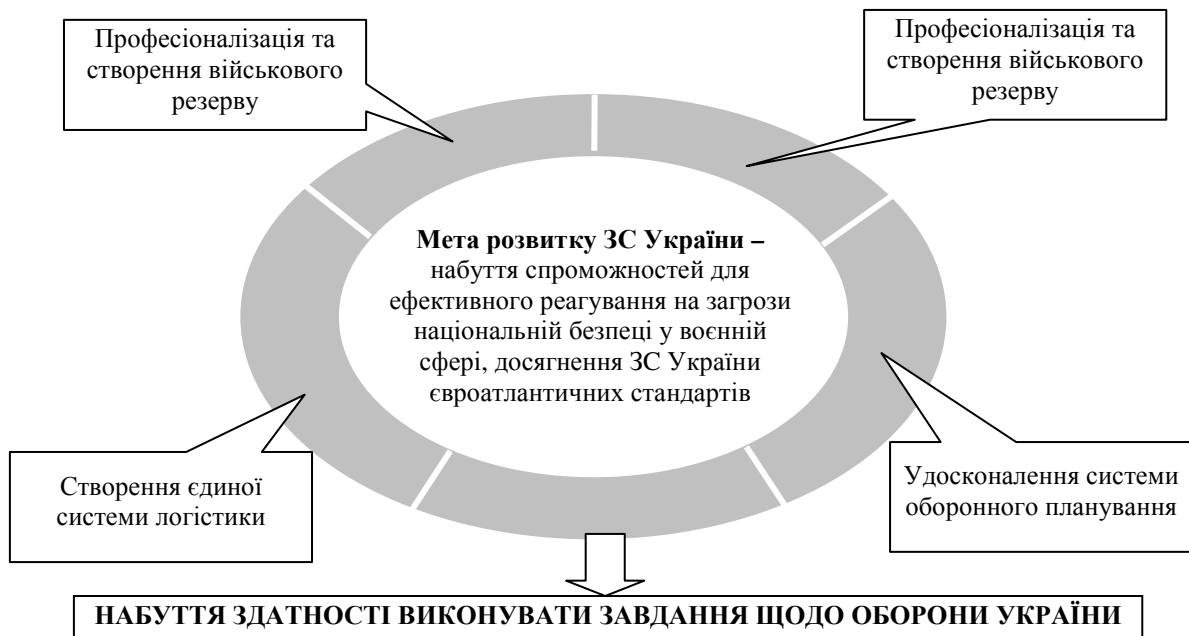 Професіоналізація та
створення військового
резерву
Професіоналізація та
створення військового
резерву
Мета розвитку ЗС України –
набуття спроможностей для
ефективного реагування на загрози
національній безпеці у воєнній
сфері, досягнення ЗС України
євроатлантичних стандартів
Створення єдиної
системи логістики
Удосконалення системи
оборонного планування
НАБУТТЯ ЗДАТНОСТІ ВИКОНУВАТИ ЗАВДАННЯ ЩОДО ОБОРОНИ УКРАЇНИ